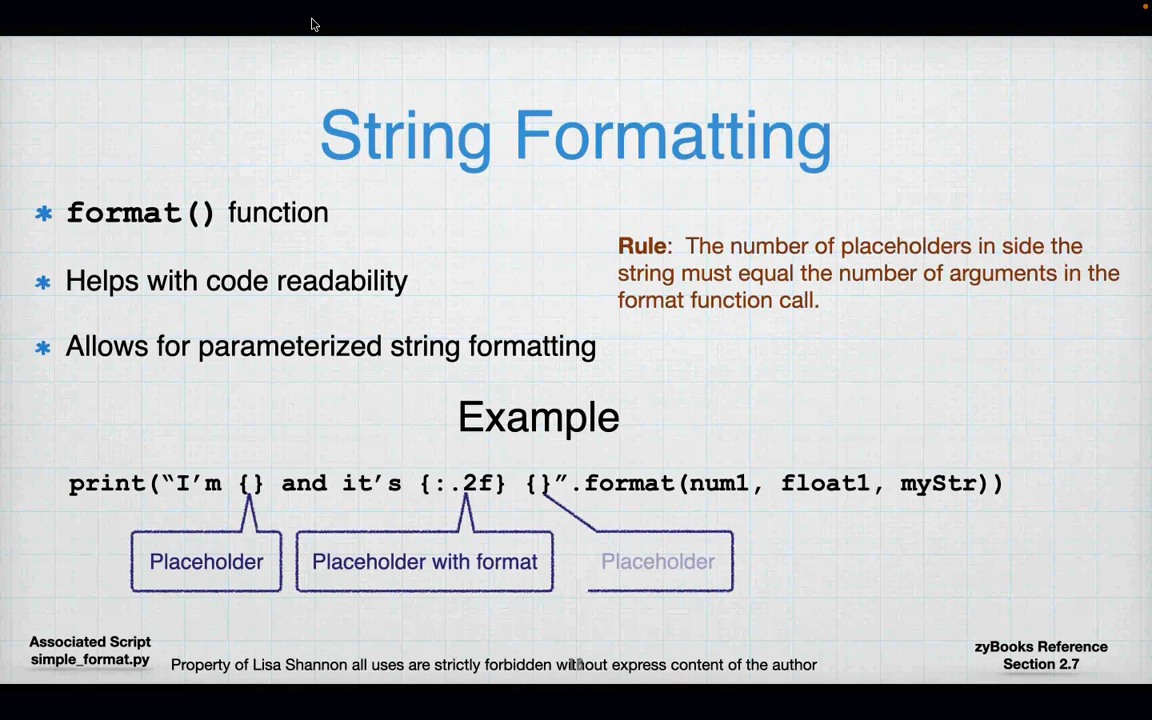 String Formatting
* format() function
* Helps with code readability
* Allows for parameterized string formatting
Rule:  The number of placeholders in side the
string must equal the number of arguments in the
format function call.
Example
print(“I’m {} and it’s {:.2f} {}”.format(num1, float1, myStr))
Placeholder
Placeholder with format
Placeholder
Associated Script
simple_format.py
Property of Lisa Shannon all uses are strictly forbidden without express content of the author
zyBooks Reference
Section 2.7